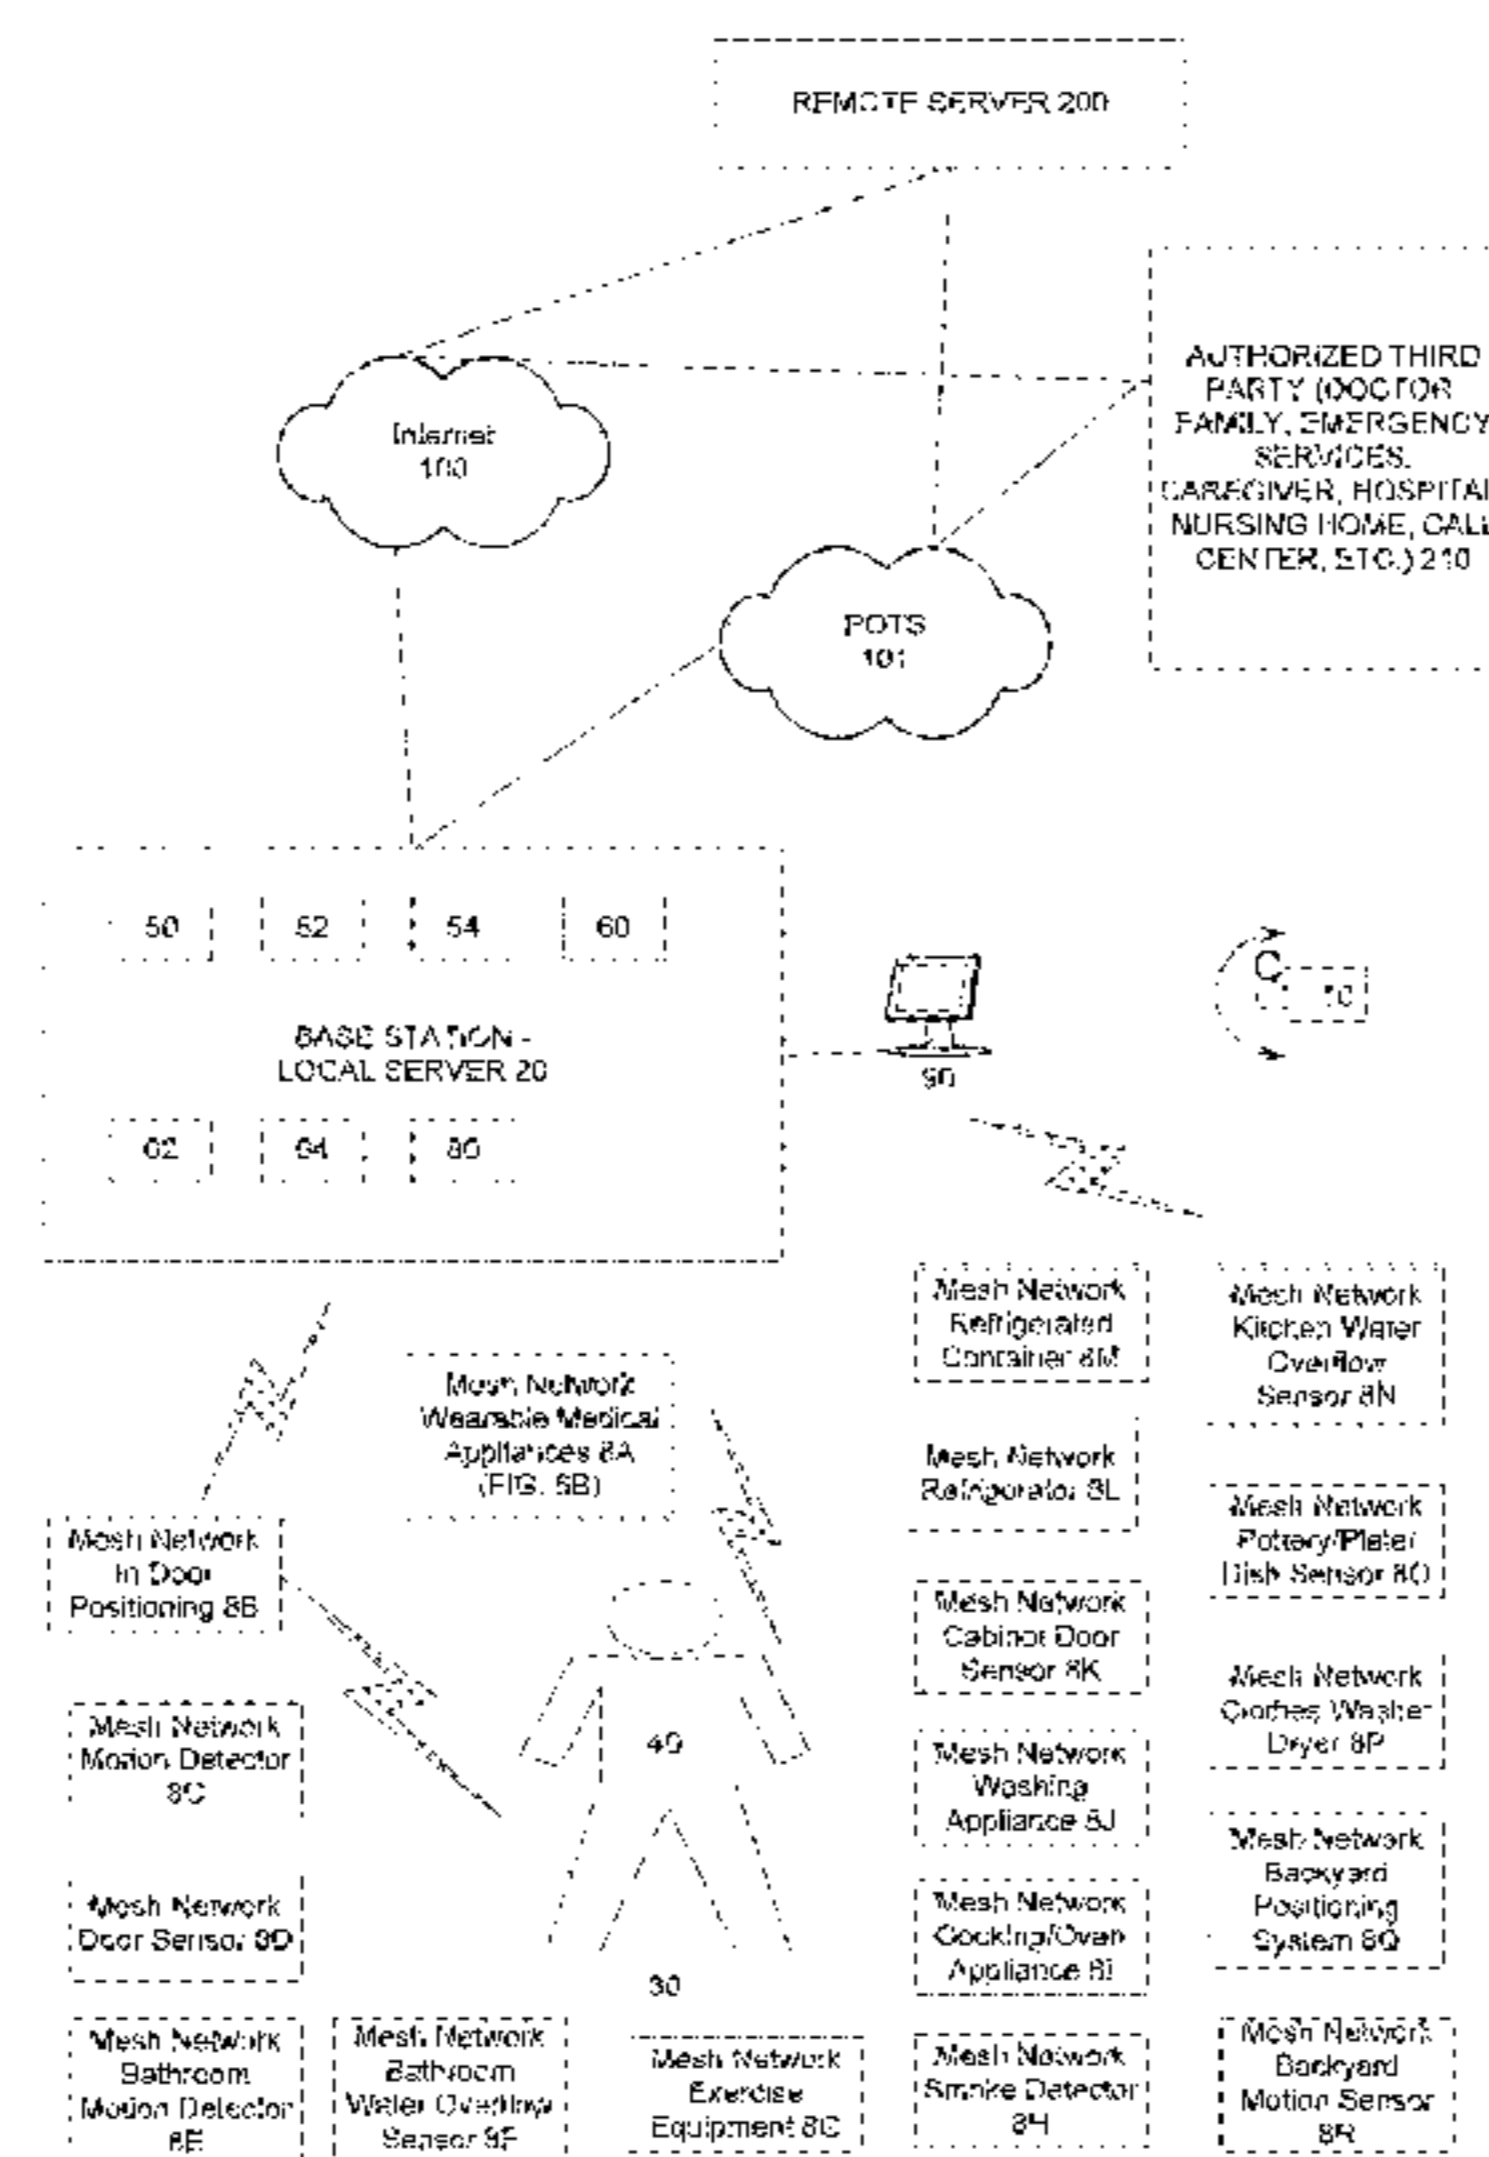 REMOTE SERVER 200
AUTHORIZED THIRD
PARTY (DOCTOR
FAMILY, EMERGENCY
SERVICES,
CAREGIVER, HOSPITAL
NURSING HOME, CALL
CENTER, ETC.) 210
Internet
100
POTS
101
50
52
54
60
BASE STATION -
LOCAL SERVER 20
62
64
80
90
10
Mesh Network
Wearable Medical
Appliances 8A
(FIG. 6B)
Mesh Network
In Door
Positioning 8B
Mesh Network
Motion Detector
8C
Mesh Network
Door Sensor 8D
Mesh Network
Bathroom
Motion Detector
8E
Mesh Network
Bathroom
Water Overflow
Sensor 8F
40
30
Mesh Network
Exercise
Equipment 8G
Mesh Network
Refrigerated
Container 8M
Mesh Network
Refrigerator 8L
Mesh Network
Cabinet Door
Sensor 8K
Mesh Network
Washing
Appliance 8J
Mesh Network
Cooking/Oven
Appliance 8I
Mesh Network
Smoke Detector
8H
Mesh Network
Kitchen Water
Overflow
Sensor 8N
Mesh Network
Pottery/Plate/
Dish Sensor 8O
Mesh Network
Clothes Washer
Dryer 8P
Mesh Network
Backyard
Positioning
System 8Q
Mesh Network
Backyard
Motion Sensor
8R